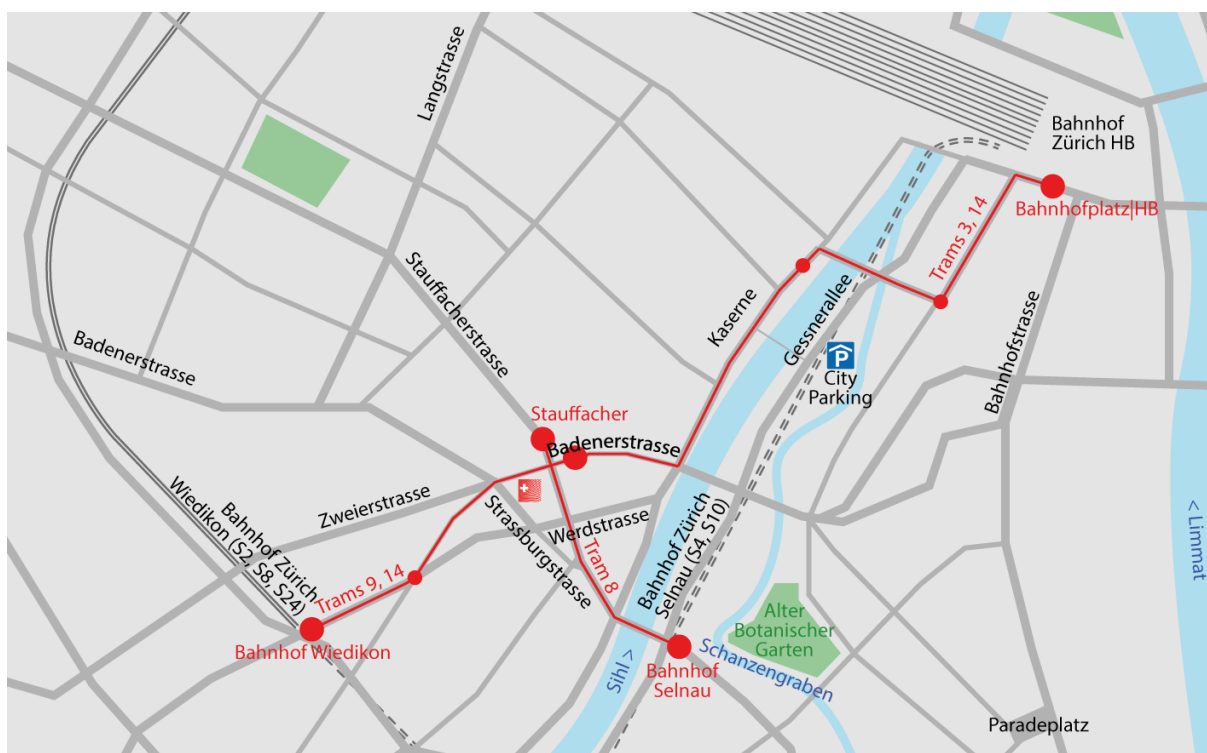 Langstrasse
Bahnhof
Zürich HB
Bahnhofplatz|HB
Trams 3, 14
Stauffacherstrasse
Kaserne
Gessnerallee
Badenerstrasse
P
City
Parking
Bahnhofstrasse
Stauffacher
Badenerstrasse
Zweierstrasse
Strassburgstrasse
Werdstrasse
Bahnhof Zürich
Wiedikon (S2, S8, S24)
Trams 9, 14
Tram 8
Bahnhof Zürich
Selnau (S4, S10)
< Limmat
Alter
Botanischer
Garten
Bahnhof Wiedikon
Bahnhof
Selnau
Sihl >
Schanzengraben
Paradeplatz